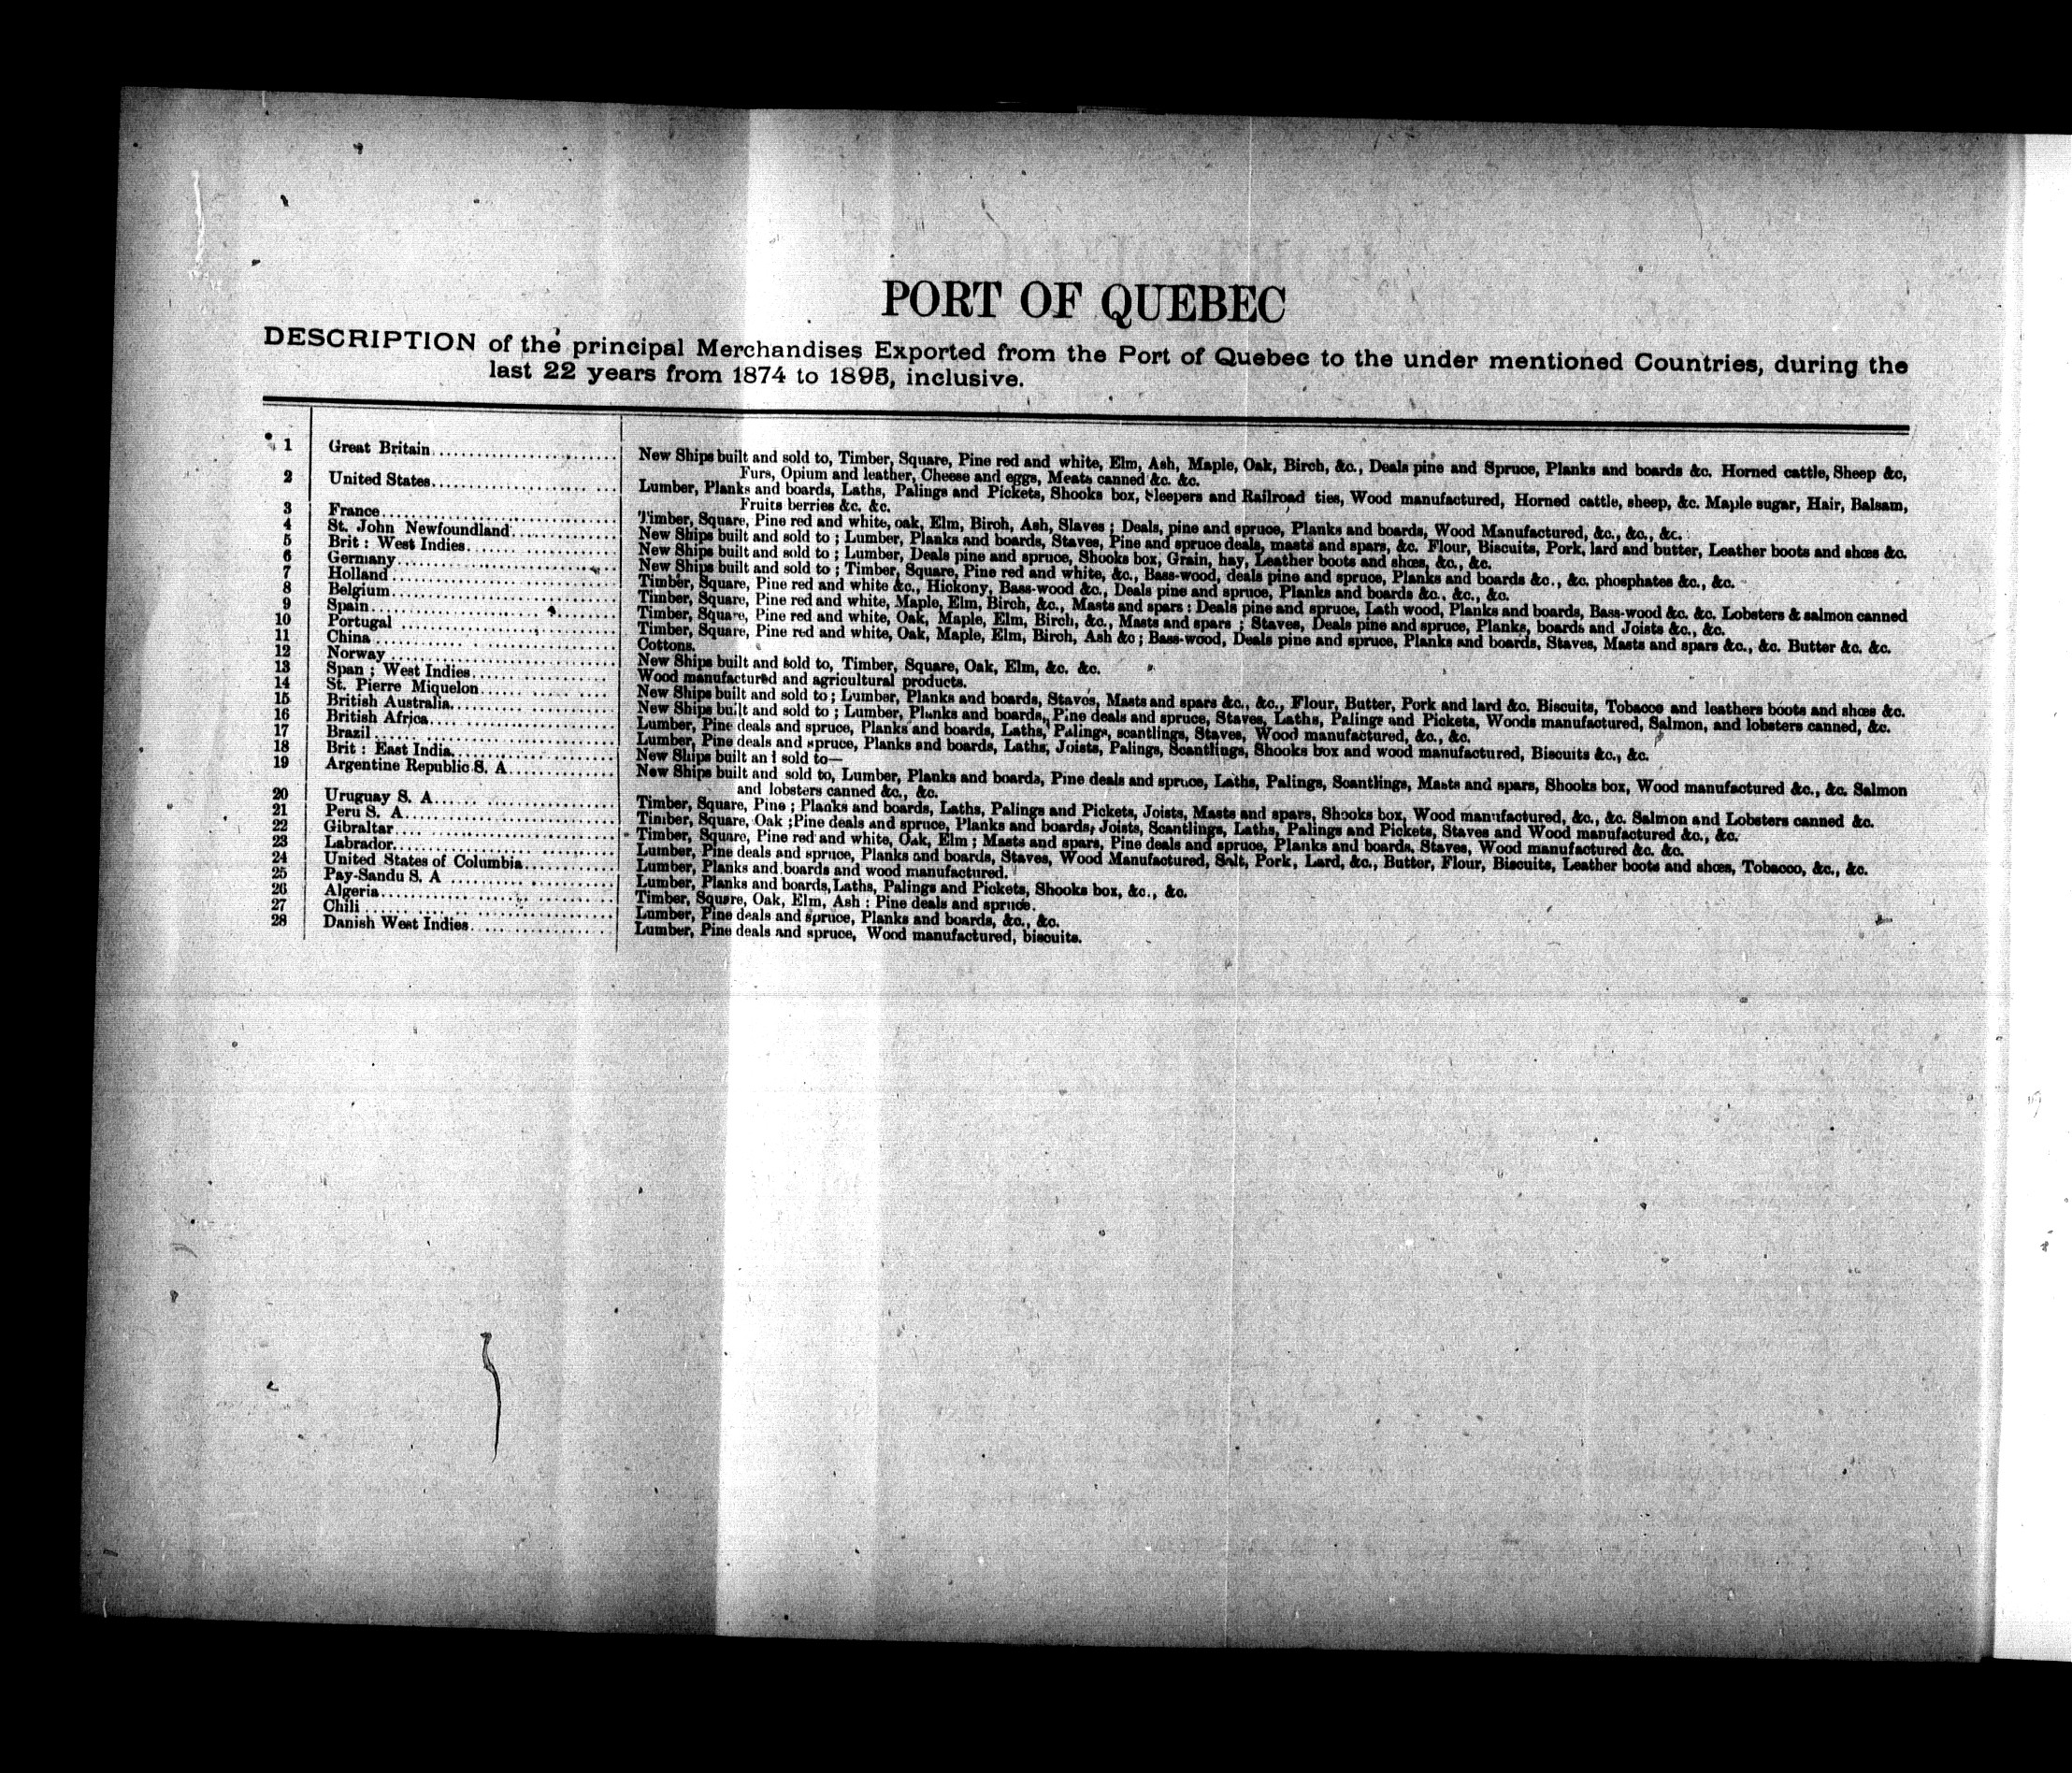 PORT OF QUEBEC
DESCRIPTION of the principal Merchandises Exported from the Port of Quebec to the under mentioned Countries, during the
last 22 years from 1874 to 1895, inclusive.
1 Great Britain.......................... New Ships built and sold to, Timber, Square, Pine red and white, Elm, Ash, Maple, Oak, Birch, &c., Deals pine and Spruce, Planks and boards &c. Horned cattle, Sheep &c,
Furs, Opium and leather, Cheese and eggs, Meats canned &c. &c.
2 United States.......................... Lumber, Planks and boards, Laths, Palings and Pickets, Shooks box, Sleepers and Railroad ties, Wood manufactured, Horned cattle, sheep, &c. Maple sugar, Hair, Balsam,
Fruits berries &c. &c.
3 France.......................... Timber, Square, Pine red and white, oak, Elm, Birch, Ash, Slaves ; Deals, pine and spruce, Planks and boards, Wood Manufactured, &c., &c., &c.
4 St. John Newfoundland.................. New Ships built and sold to ; Lumber, Planks and boards, Staves, Pine and spruce deals, masts and spars, &c. Flour, Biscuits, Pork, lard and butter, Leather boots and shoes &c.
5 Brit : West Indies.................. New Ships built and sold to ; Lumber, Deals pine and spruce, Shooks box, Grain, hay, Leather boots and shoes, &c., &c.
6 Germany.......................... New Ships built and sold to ; Timber, Square, Pine red and white, &c., Bass-wood, deals pine and spruce, Planks and boards &c., &c. phosphates &c., &c.
7 Holland.......................... Timber, Square, Pine red and white &c., Hickony, Bass-wood &c., Deals pine and spruce, Planks and boards &c., &c., &c.
8 Belgium.......................... Timber, Square, Pine red and white, Maple, Elm, Birch, &c., Masts and spars : Deals pine and spruce, Lath wood, Planks and boards, Bass-wood &c. &c. Lobsters & salmon canned
9 Spain.......................... Timber, Square, Pine red and white, Oak, Maple, Elm, Birch, &c., Masts and spars ; Staves, Deals pine and spruce, Planks, boards and Joists &c., &c.
10 Portugal .......................... Timber, Square, Pine red and white, Oak, Maple, Elm, Birch, Ash &c ; Bass-wood, Deals pine and spruce, Planks and boards, Staves, Masts and spars &c., &c. Butter &c. &c.
11 China.......................... Cottons.
12 Norway.......................... New Ships built and sold to, Timber, Square, Oak, Elm, &c. &c.
13 Span ; West Indies.................. Wood manufactured and agricultural products.
14 St. Pierre Miquelon.................. New Ships built and sold to ; Lumber, Planks and boards, Staves, Masts and spars &c., &c., Flour, Butter, Pork and lard &c. Biscuits, Tobacco and leathers boots and shoes &c.
15 British Australia.................. New Ships built and sold to ; Lumber, Planks and boards, Pine deals and spruce, Staves, Laths, Palings and Pickets, Woods manufactured, Salmon, and lobsters canned, &c.
16 British Africa.................. Lumber, Pine deals and spruce, Planks and boards, Laths, Palings, scantlings, Staves, Wood manufactured, &c., &c.
17 Brazil.......................... Lumber, Pine deals and spruce, Planks and boards, Laths, Joists, Palings, Scantlings, Shooks box and wood manufactured, Biscuits &c., &c.
18 Brit : East India.................. New Ships built and sold to—
19 Argentine Republic S. A.................. New Ships built and sold to, Lumber, Planks and boards, Pine deals and spruce, Laths, Palings, Scantlings, Masts and spars, Shooks box, Wood manufactured &c., &c. Salmon
and lobsters canned &c., &c.
20 Uruguay S. A.................. Timber, Square, Pine ; Planks and boards, Laths, Palings and Pickets, Joists, Masts and spars, Shooks box, Wood manufactured, &c., &c. Salmon and Lobsters canned &c.
21 Peru S. A.................. Timber, Square, Oak ; Pine deals and spruce, Planks and boards, Joists, Scantlings, Laths, Palings and Pickets, Staves and Wood manufactured &c., &c.
22 Gibraltar.......................... Timber, Square, Pine red and white, Oak, Elm ; Masts and spars, Pine deals and spruce, Planks and boards, Staves, Wood manufactured &c. &c.
23 Labrador.......................... Lumber, Pine deals and spruce, Planks and boards, Staves, Wood Manufactured, Salt, Pork, Lard, &c., Butter, Flour, Biscuits, Leather boots and shoes, Tobacco, &c., &c.
24 United States of Columbia............ Lumber, Planks and boards and wood manufactured.
25 Pay-Sandu S. A .................. Lumber, Planks and boards, Laths, Palings and Pickets, Shooks box, &c., &c.
26 Algeria.......................... Timber, Square, Oak, Elm, Ash : Pine deals and spruce.
27 Chili.......................... Lumber, Pine deals and spruce, Planks and boards, &c., &c.
28 Danish West Indies.................. Lumber, Pine deals and spruce, Wood manufactured, biscuits.